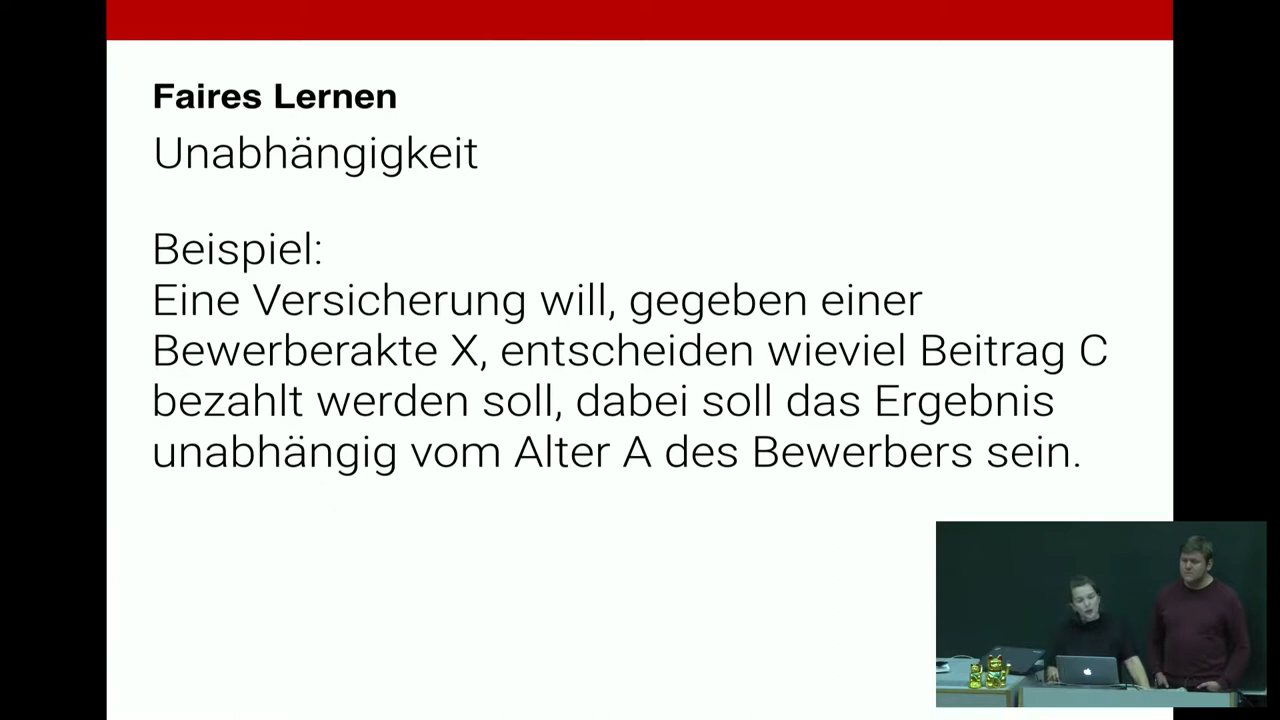 Faires Lernen
Unabhängigkeit
Beispiel:
Eine Versicherung will, gegeben einer
Bewerberakte X, entscheiden wieviel Beitrag C
bezahlt werden soll, dabei soll das Ergebnis
unabhängig vom Alter A des Bewerbers sein.